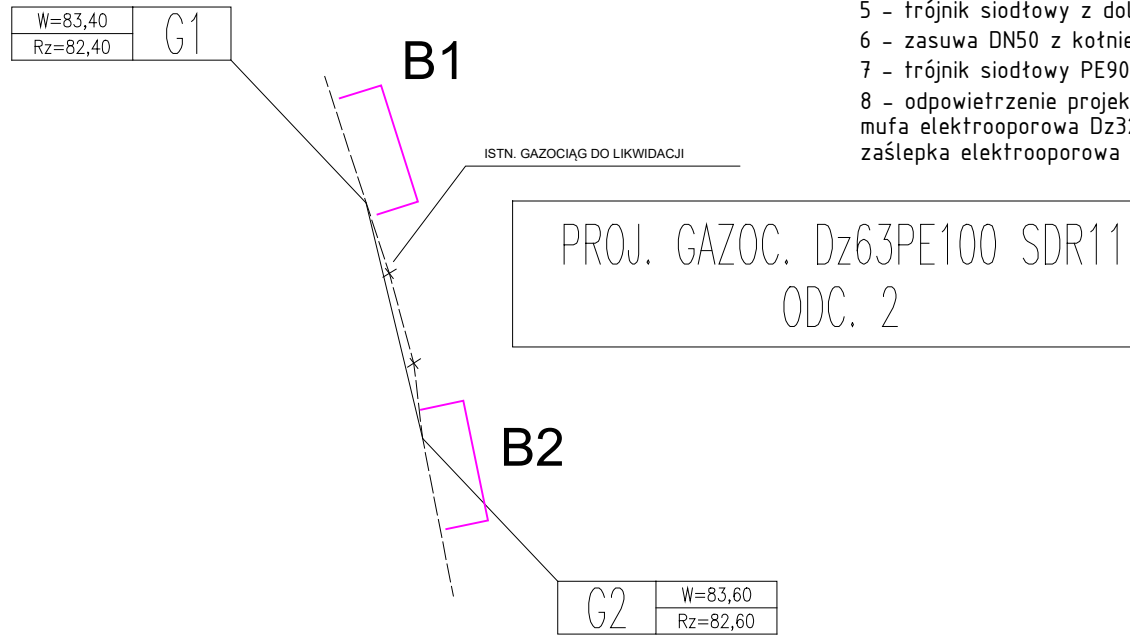 W=83,40
Rz=82,40
G1
B1
5 - trójnik siodłowy z
6 - zasuwa DN50 z
7 - trójnik siodłowy PE90
8 - odpowietrzenie
mufa elektrooporowa
zaślepka elektrooporowa
ISTN. GAZOCIĄG DO LIKWIDACJI
PROJ. GAZOC. Dz63PE100 SDR11
ODC. 2
B2
G2
W=83,60
Rz=82,60